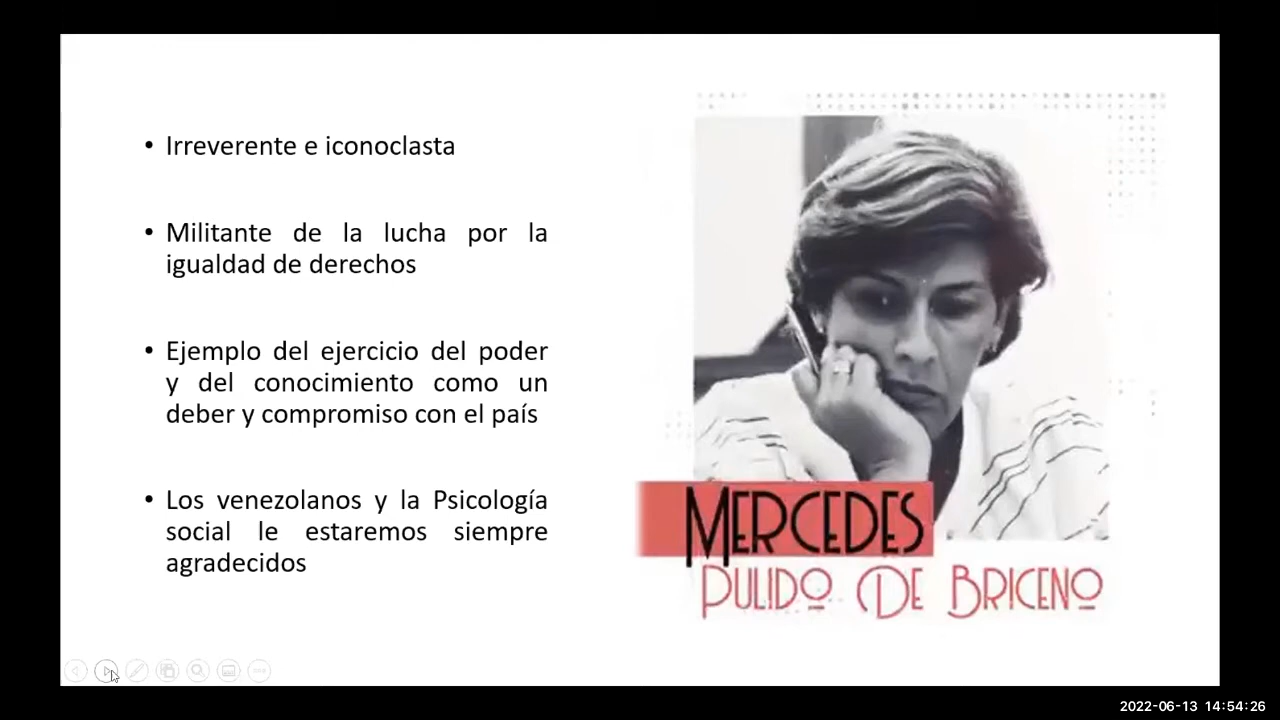 • Irreverente e iconoclasta
• Militante de la lucha por la
igualdad de derechos
• Ejemplo del ejercicio del poder
y del conocimiento como un
deber y compromiso con el país
• Los venezolanos y la Psicología
social le estaremos siempre
agradecidos
MERCEDES
PULIDO DE BRICENO
2022-06-13 14:54:26